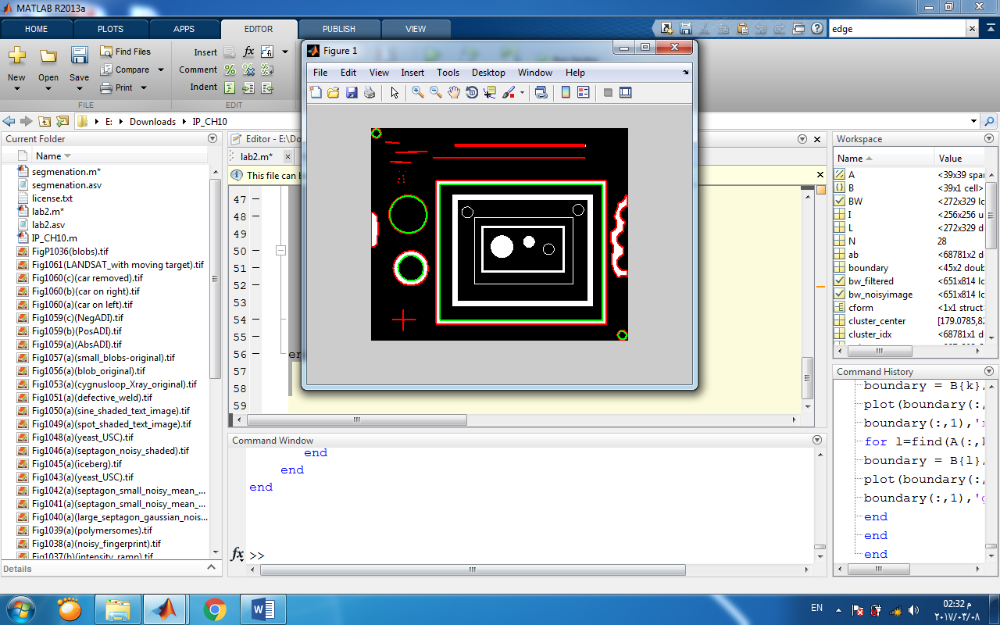 MATLAB R2013a
HOME PLOTS APPS EDITOR PUBLISH VIEW
edge
New Open Save
Find Files
Compare
Print
Insert
Comment
Indent
FILE EDIT
Figure 1
File Edit View Insert Tools Desktop Window Help
E: Downloads IP_CH10
Current Folder
Name
segmenation.m*
segmenation.asv
license.txt
lab2.m*
lab2.asv
IP_CH10.m
FigP1036(blobs).tif
Fig1061(LANDSAT_with moving target).tif
Fig1060(c)(car removed).tif
Fig1060(b)(car on right).tif
Fig1060(a)(car on left).tif
Fig1059(c)(NegADI).tif
Fig1059(b)(PosADI).tif
Fig1059(a)(AbsADI).tif
Fig1057(a)(small_blobs-original).tif
Fig1056(a)(blob_original).tif
Fig1053(a)(cygnusloop_Xray_original).tif
Fig1051(a)(defective_weld).tif
Fig1050(a)(sine_shaded_text_image).tif
Fig1049(a)(spot_shaded_text_image).tif
Fig1048(a)(yeast_USC).tif
Fig1046(a)(septagon_noisy_shaded).tif
Fig1045(a)(iceberg).tif
Fig1043(a)(yeast_USC).tif
Fig1042(a)(septagon_small_noisy_mean_...
Fig1041(a)(septagon_small_noisy_mean_...
Fig1040(a)(large_septagon_gaussian_nois...
Fig1039(a)(polymersomes).tif
Fig1038(a)(noisy_fingerprint).tif
Fig1037(b)(intensity_ramp).tif
Details
Editor - E:\Do
lab2.m*
This file can
47
48
49
50
51
52
53
54
55
56
57
58
59
Command Window
end
end
end
fx >>
Workspace
Name Value
A <39x39 spar
B <39x1 cell>
BW <272x329 lo
I <256x256 u
L <272x329 d
N 28
ab <68781x2 d
boundary <45x2 doub
bw_filtered <651x814 lo
bw_noisyimage <651x814 lo
cform <1x1 struct>
cluster_center [179.0785,82
cluster_idx <68781x1 d
Command History
boundary = B{k}
plot(boundary(:,
boundary(:,1),'r
for l=find(A(:,
boundary = B{l}
plot(boundary(:,
boundary(:,1),'g
end
end
end
EN
02:32 م
٢٠١٧/٠٣/٠٨